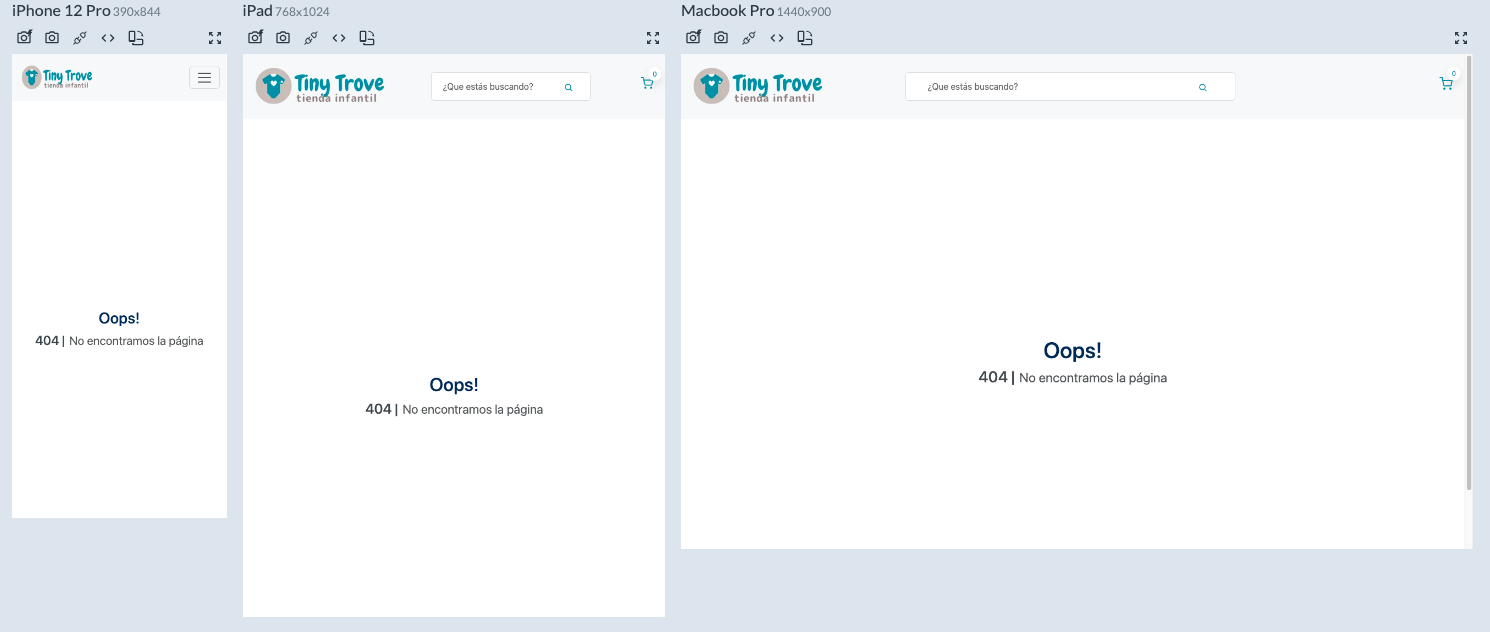 iPhone 12 Pro 390x844
Tiny Trove
tienda infantil
Oops!
404 | No encontramos la página
iPad 768x1024
Tiny Trove
tienda infantil
¿Que estás buscando?
0
Oops!
404 | No encontramos la página
Macbook Pro 1440x900
Tiny Trove
tienda infantil
¿Que estás buscando?
0
Oops!
404 | No encontramos la página